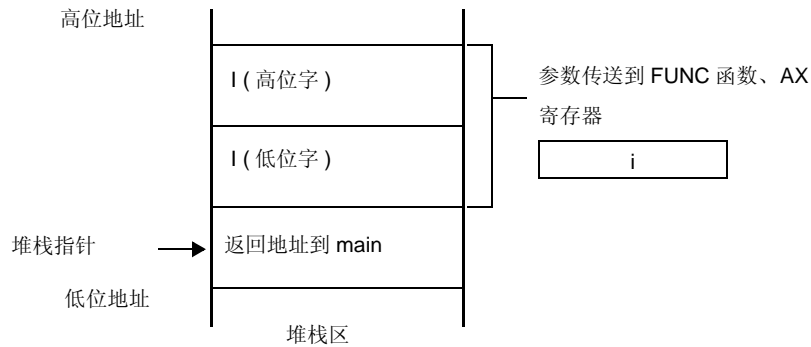 高位地址
l ( 高位字 )
参数传送到 FUNC 函数、AX
寄存器
l ( 低位字 )
i
堆栈指针
返回地址到 main
低位地址
堆栈区